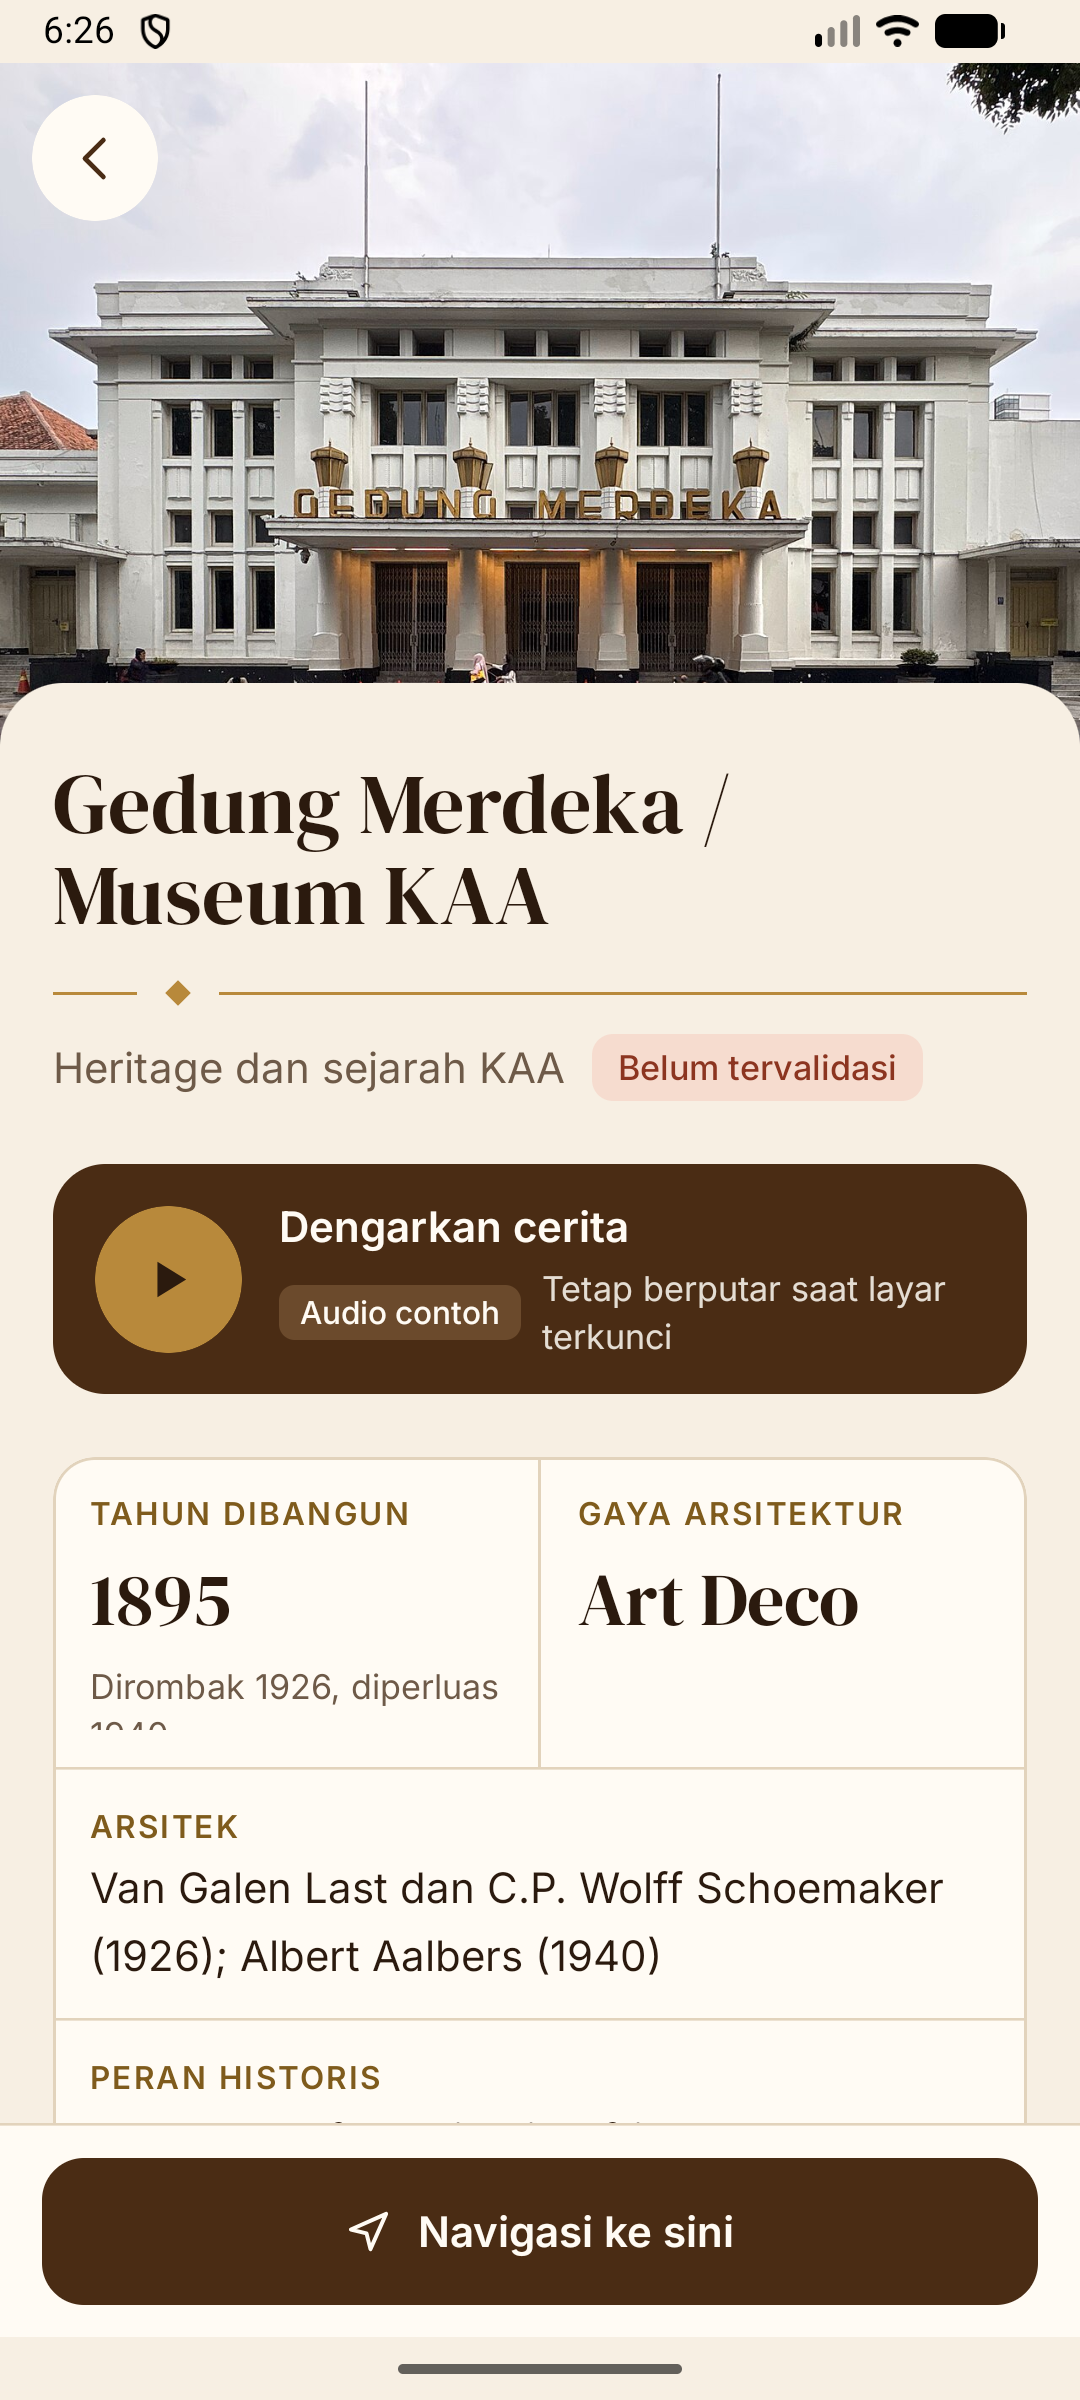 6:26
GEDUNG MERDEKA
Gedung Merdeka /
Museum KAA
Heritage dan sejarah KAA
Belum tervalidasi
Dengarkan cerita
Audio contoh
Tetap berputar saat layar
terkunci
TAHUN DIBANGUN
1895
Dirombak 1926, diperluas
GAYA ARSITEKTUR
Art Deco
ARSITEK
Van Galen Last dan C.P. Wolff Schoemaker
(1926); Albert Aalbers (1940)
PERAN HISTORIS
Navigasi ke sini